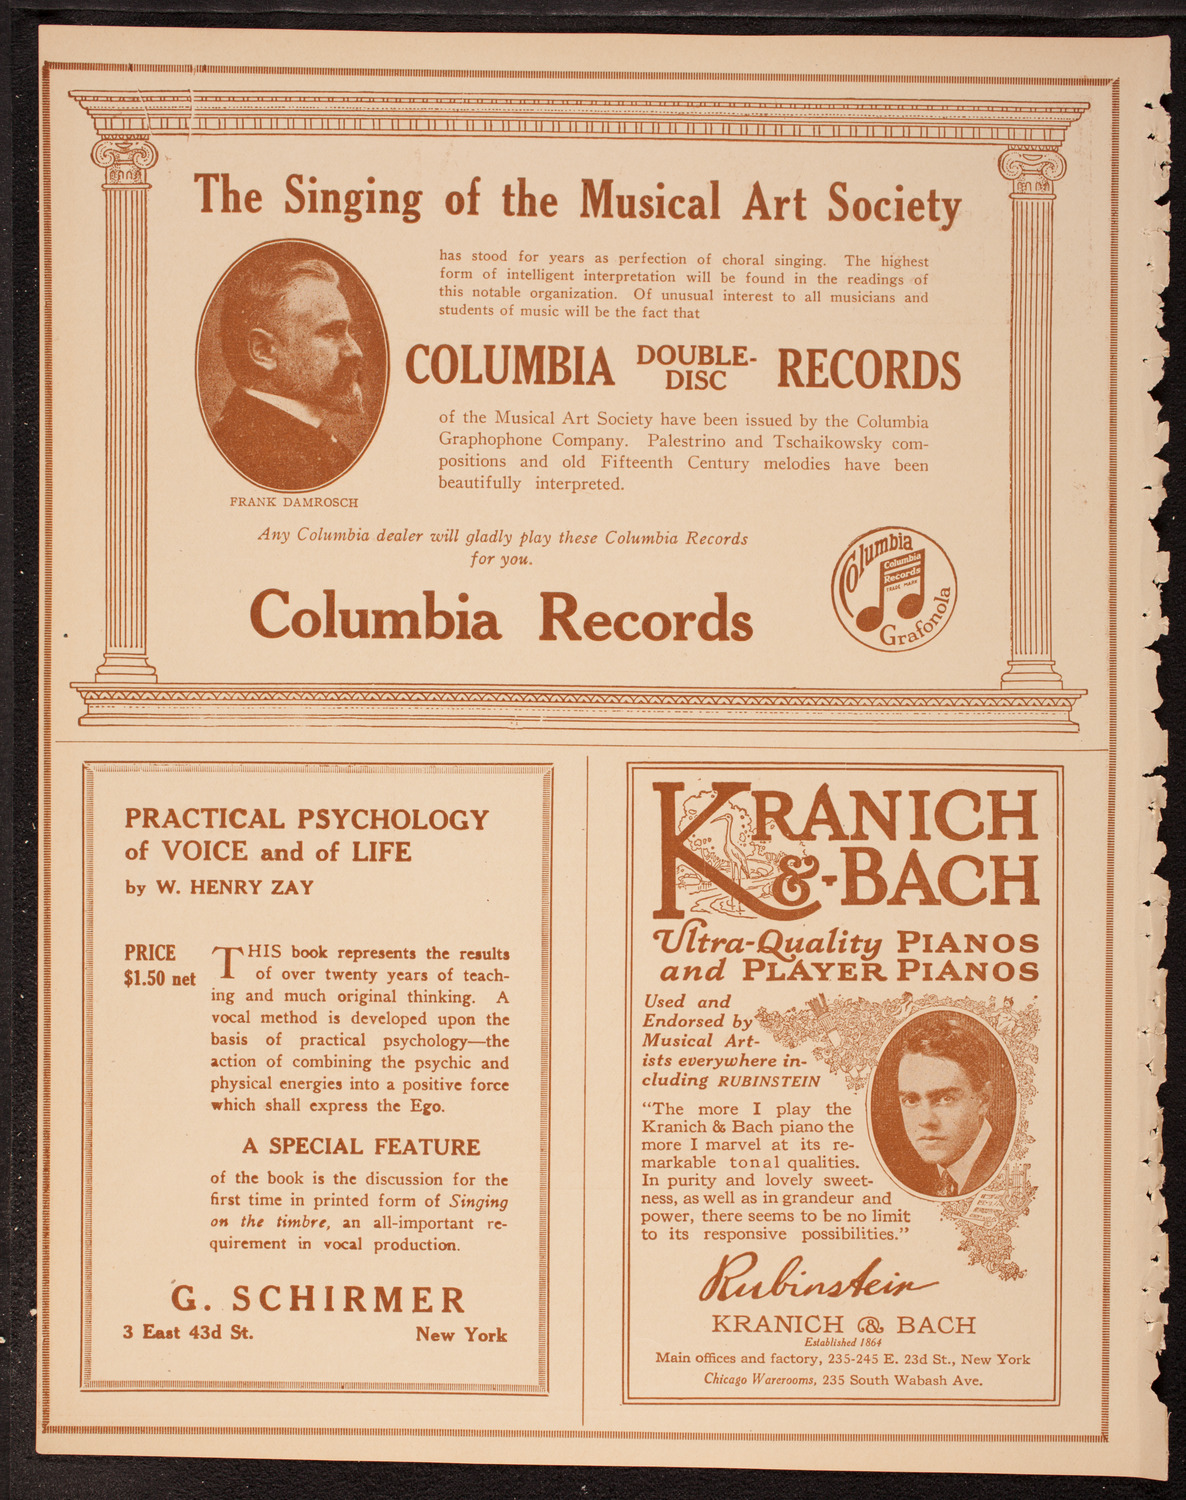 The Singing of the Musical Art Society
has stood for years as perfection of choral singing. The highest
form of intelligent interpretation will be found in the readings of
this notable organization. Of unusual interest to all musicians and
students of music will be the fact that
COLUMBIA DOUBLE-DISC RECORDS
of the Musical Art Society have been issued by the Columbia
Graphophone Company. Palestrino and Tschaikowsky com-
positions and old Fifteenth Century melodies have been
beautifully interpreted.
FRANK DAMROSCH
Any Columbia dealer will gladly play these Columbia Records
for you.
Columbia Records
Columbia
Columbia
Records
TRADE MARK
Grafonola
PRACTICAL PSYCHOLOGY
of VOICE and of LIFE
by W. HENRY ZAY
PRICE
$1.50 net
THIS book represents the results
of over twenty years of teach-
ing and much original thinking. A
vocal method is developed upon the
basis of practical psychology—the
action of combining the psychic and
physical energies into a positive force
which shall express the Ego.
A SPECIAL FEATURE
of the book is the discussion for the
first time in printed form of Singing
on the timbre, an all-important re-
quirement in vocal production.
G. SCHIRMER
3 East 43d St. New York
KRANICH
&-BACH
Ultra-Quality PIANOS
and PLAYER PIANOS
Used and
Endorsed by
Musical Art-
ists everywhere in-
cluding RUBINSTEIN
"The more I play the
Kranich & Bach piano the
more I marvel at its re-
markable tonal qualities.
In purity and lovely sweet-
ness, as well as in grandeur and
power, there seems to be no limit
to its responsive possibilities."
Rubinstein
KRANICH & BACH
Established 1864
Main offices and factory, 235-245 E. 23d St., New York
Chicago Warerooms, 235 South Wabash Ave.